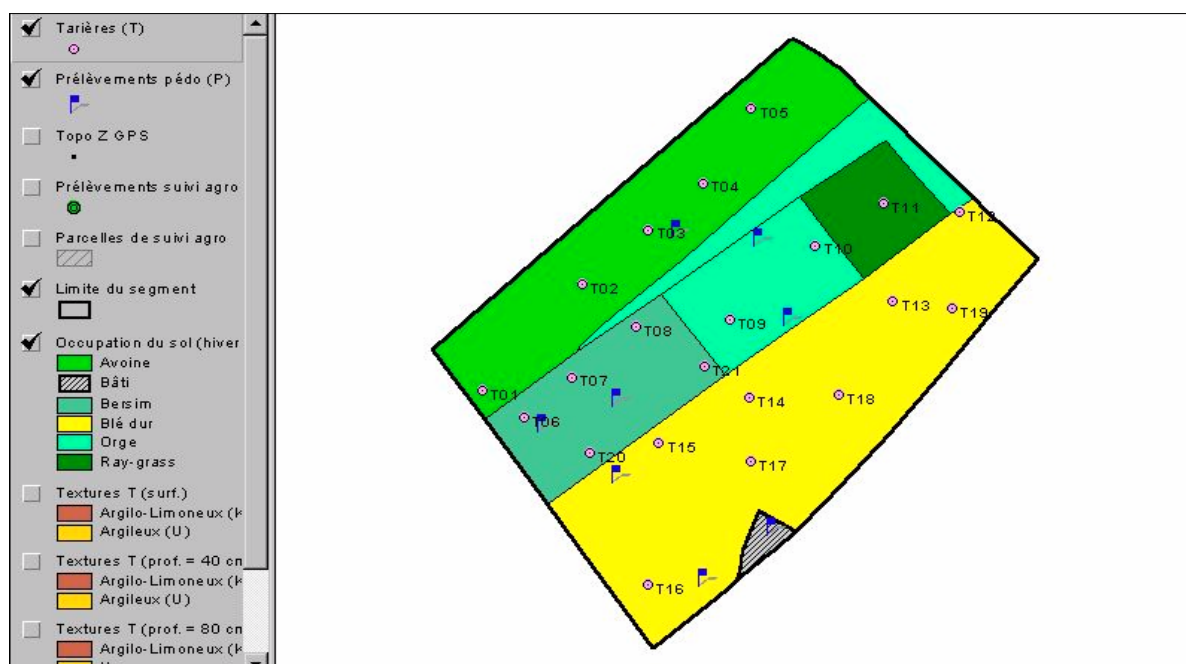 Tarières (T)
Prélèvements pédo (P)
Topo Z GPS
Prélèvements suivi agro
Parcelles de suivi agro
Limite du segment
Occupation du sol (hiver
Avoine
Bâti
Bersim
Blé dur
Orge
Ray-grass
Textures T (surf.)
Argilo-Limoneux (
Argileux (U)
Textures T (prof. = 40 cm
Argilo-Limoneux (
Argileux (U)
Textures T (prof. = 80 cm
Argilo-Limoneux (
T05
T04
T11
T12
T03
T10
T02
T13
T19
T09
T08
T21
T07
T01
T14
T18
T06
T15
T20
T17
T16